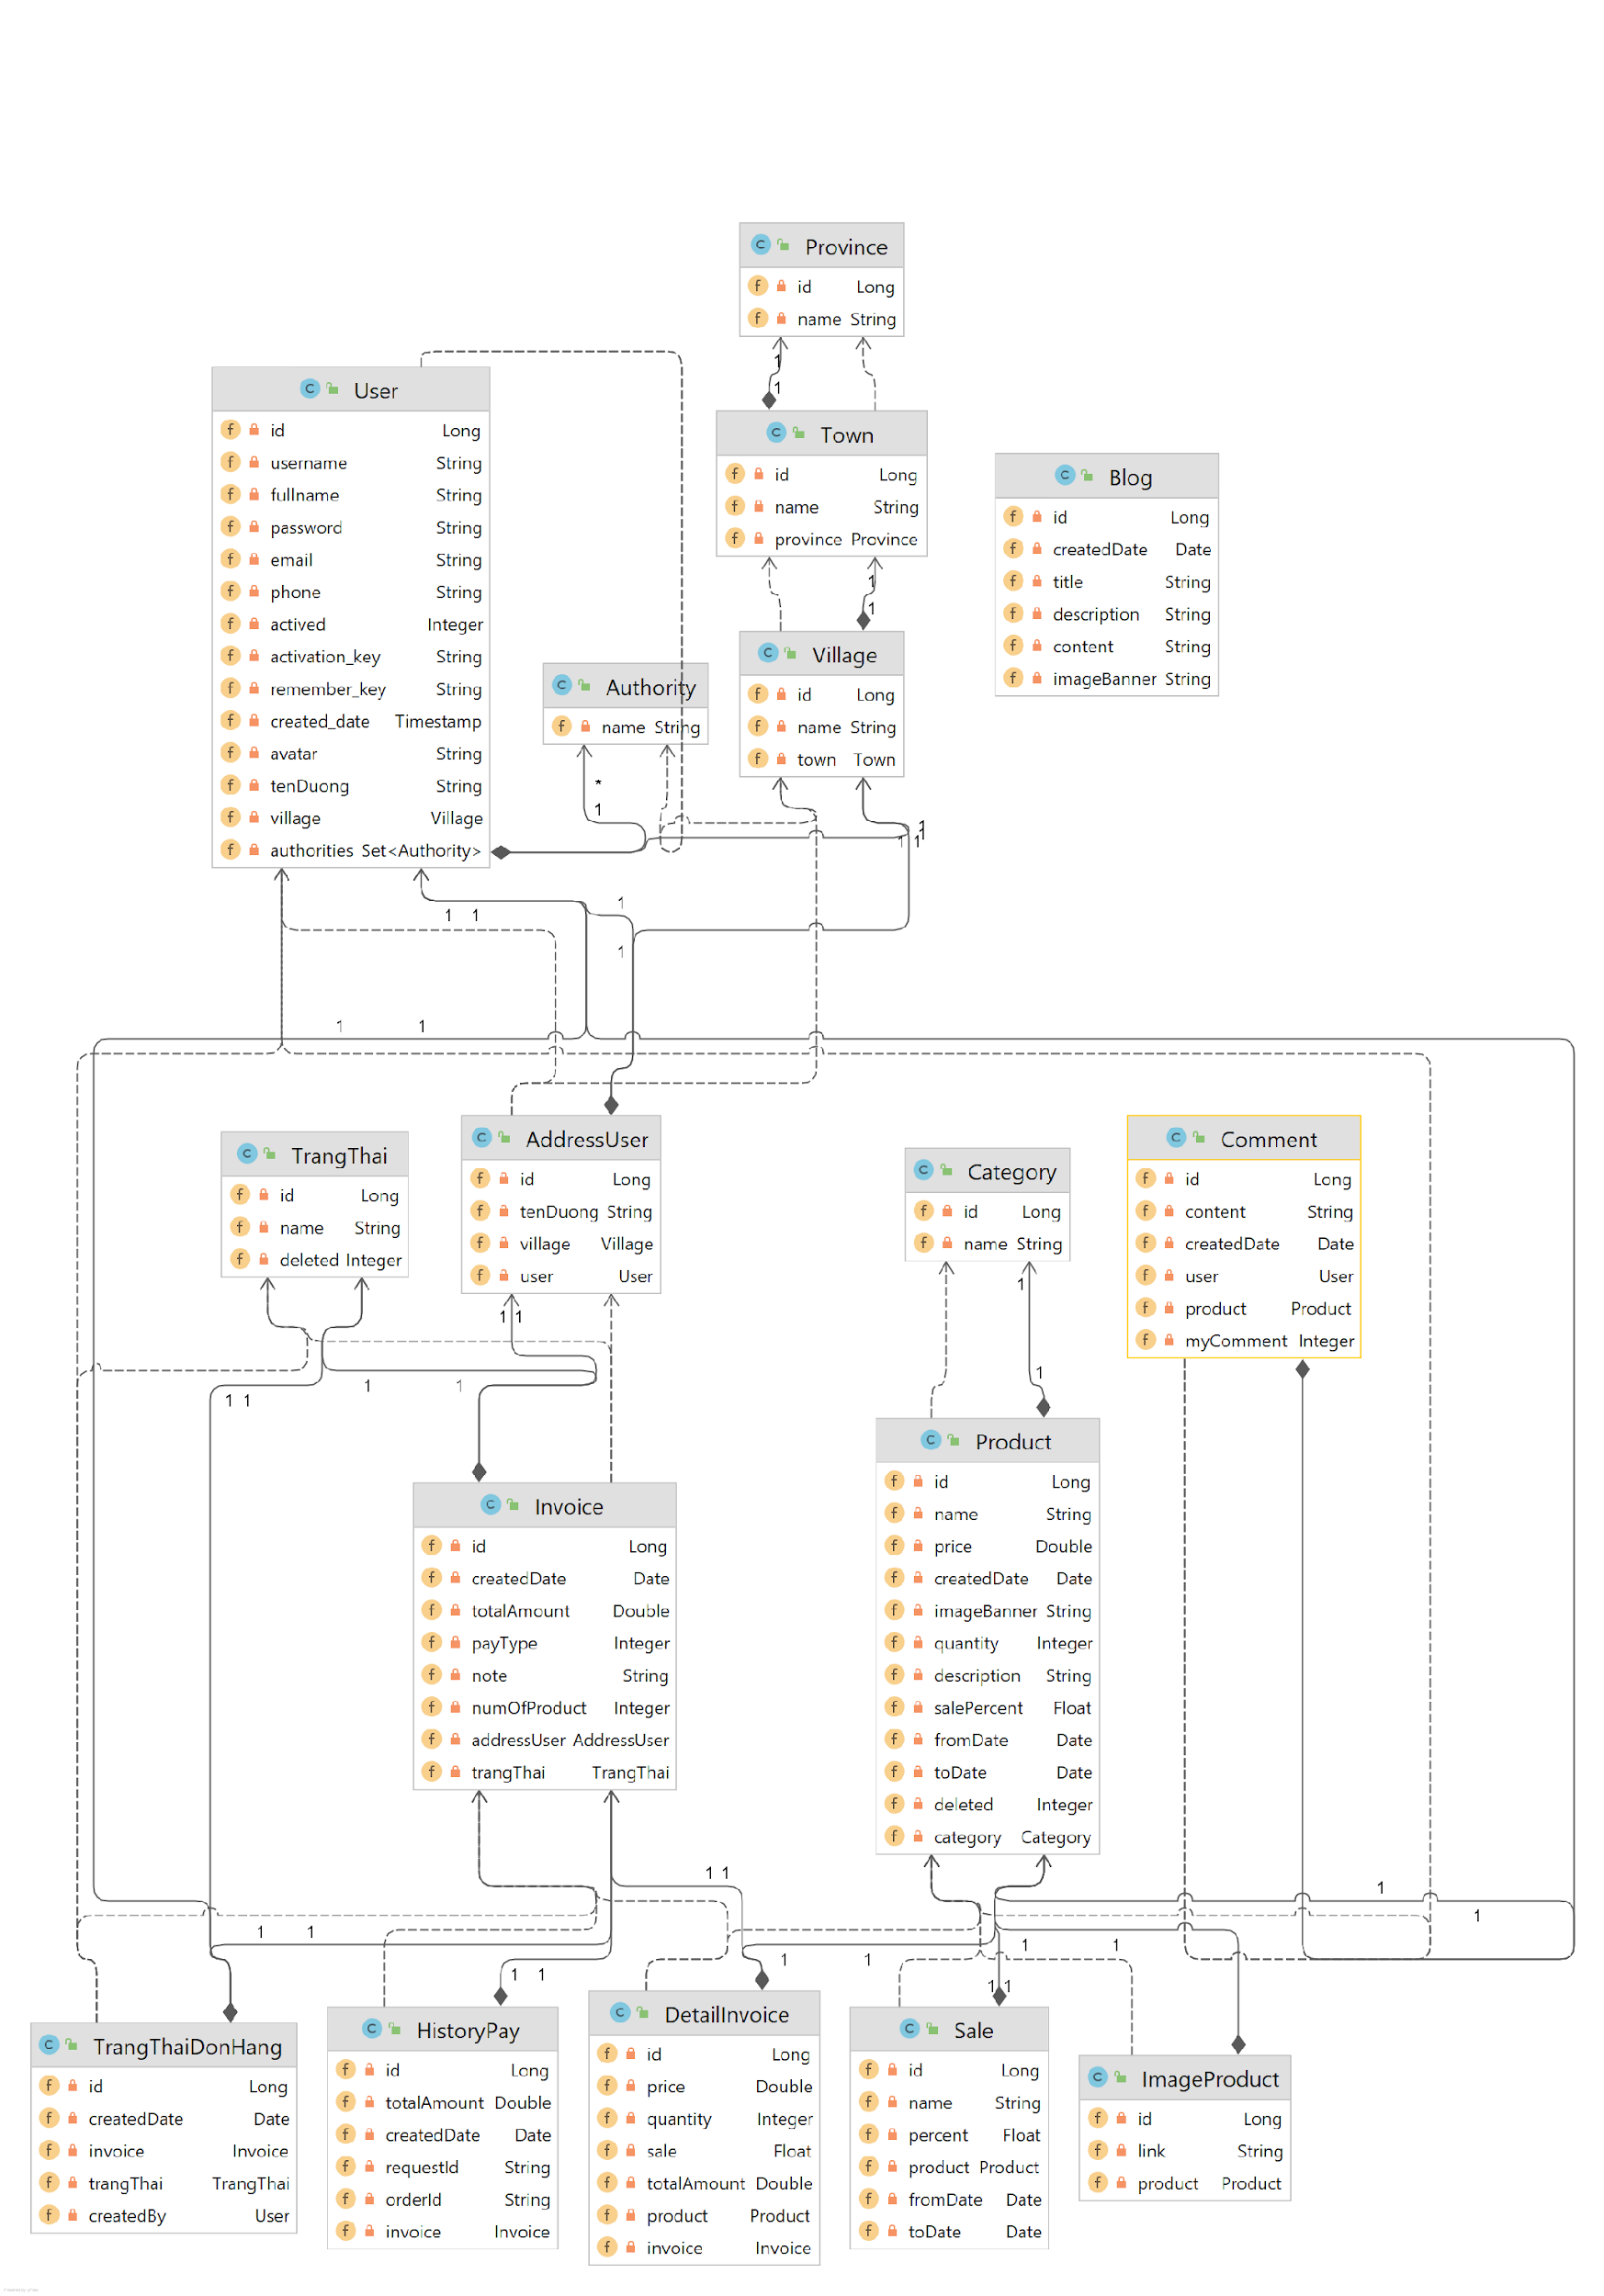 Province
id Long
name String
User
id Long
username String
fullname String
password String
email String
phone String
actived Integer
activation_key String
remember_key String
created_date Timestamp
avatar String
tenDuong String
village Village
authorities Set<Authority>
Town
id Long
name String
province Province
Blog
id Long
createdDate Date
title String
description String
content String
imageBanner String
Authority
name String
Village
id Long
name String
town Town
TrangThai
id Long
name String
deleted Integer
AddressUser
id Long
tenDuong String
village Village
user User
Category
id Long
name String
Comment
id Long
content String
createdDate Date
user User
product Product
myComment Integer
Invoice
id Long
createdDate Date
totalAmount Double
payType Integer
note String
numOfProduct Integer
addressUser AddressUser
trangThai TrangThai
Product
id Long
name String
price Double
createdDate Date
imageBanner String
quantity Integer
description String
salePercent Float
fromDate Date
toDate Date
deleted Integer
category Category
TrangThaiDonHang
id Long
createdDate Date
invoice Invoice
trangThai TrangThai
createdBy User
HistoryPay
id Long
totalAmount Double
createdDate Date
requestId String
orderId String
invoice Invoice
DetailInvoice
id Long
price Double
quantity Integer
sale Float
totalAmount Double
product Product
invoice Invoice
Sale
id Long
name String
percent Float
product Product
fromDate Date
toDate Date
ImageProduct
id Long
link String
product Product